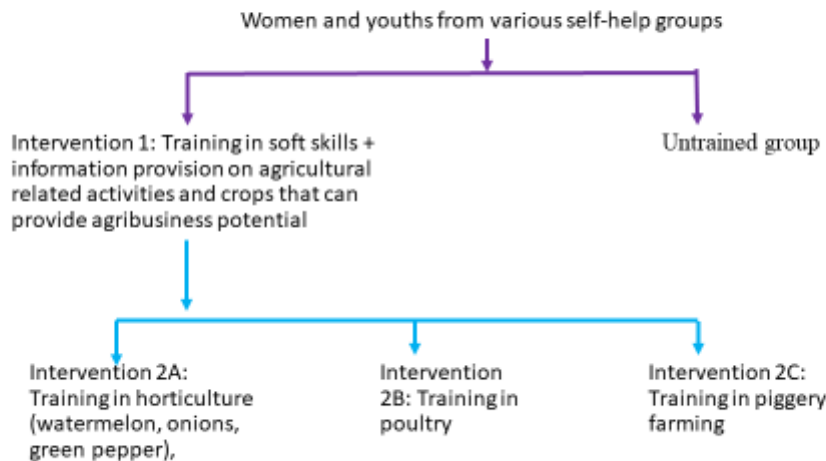 Women and youths from various self-help groups
Intervention 1: Training in soft skills +
information provision on agricultural
related activities and crops that can
provide agribusiness potential
Untrained group
Intervention 2A:
Training in horticulture
(watermelon, onions,
green pepper),
Intervention
2B: Training in
poultry
Intervention 2C:
Training in piggery
farming